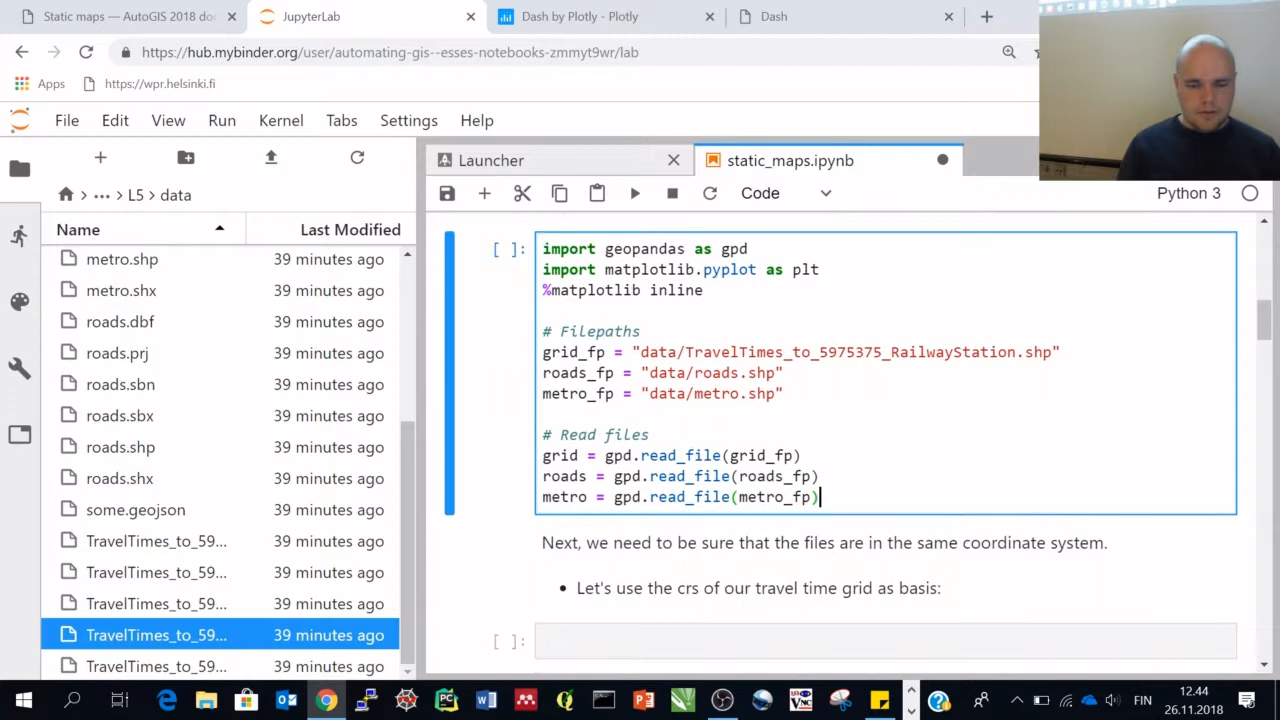 Static maps — AutoGIS 2018 do
JupyterLab
Dash by Plotly - Plotly
Dash
https://hub.mybinder.org/user/automating-gis--esses-notebooks-zmmyt9wr/lab
Apps
https://wpr.helsinki.fi
File Edit View Run Kernel Tabs Settings Help
Launcher
static_maps.ipynb
Code
Python 3
L5 > data
Name
Last Modified
metro.shp 39 minutes ago
metro.shx 39 minutes ago
roads.dbf 39 minutes ago
roads.prj 39 minutes ago
roads.sbn 39 minutes ago
roads.sbx 39 minutes ago
roads.shp 39 minutes ago
roads.shx 39 minutes ago
some.geojson 39 minutes ago
TravelTimes_to_59... 39 minutes ago
TravelTimes_to_59... 39 minutes ago
TravelTimes_to_59... 39 minutes ago
TravelTimes_to_59... 39 minutes ago
TravelTimes_to_59... 39 minutes ago
[ ]:
import geopandas as gpd
import matplotlib.pyplot as plt
%matplotlib inline
# Filepaths
grid_fp = "data/TravelTimes_to_5975375_RailwayStation.shp"
roads_fp = "data/roads.shp"
metro_fp = "data/metro.shp"
# Read files
grid = gpd.read_file(grid_fp)
roads = gpd.read_file(roads_fp)
metro = gpd.read_file(metro_fp)
Next, we need to be sure that the files are in the same coordinate system.
• Let's use the crs of our travel time grid as basis:
[ ]:
FIN
12.44
26.11.2018